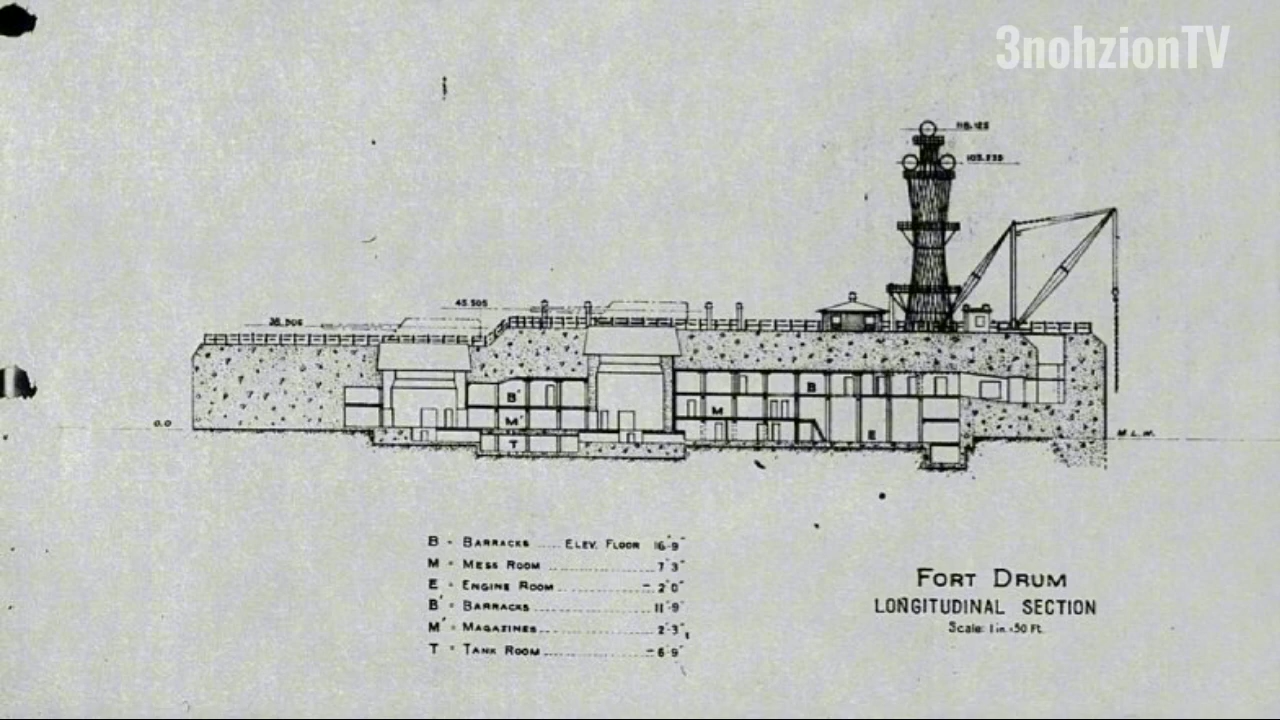 3nohzionTV
118.125
103.235
45.505
36.505
B'
B
M
M'
E
T
0.0
M.L.W.
B = BARRACKS .... ELEV. FLOOR 16'-9"
M = MESS ROOM ............ 7'3"
E = ENGINE ROOM .......... -2'0"
B' = BARRACKS ............ 11'-9"
M' = MAGAZINES ........... 2'-3"
T = TANK ROOM ............ -6'9"
FORT DRUM
LONGITUDINAL SECTION
Scale: 1 in. = 50 Ft.